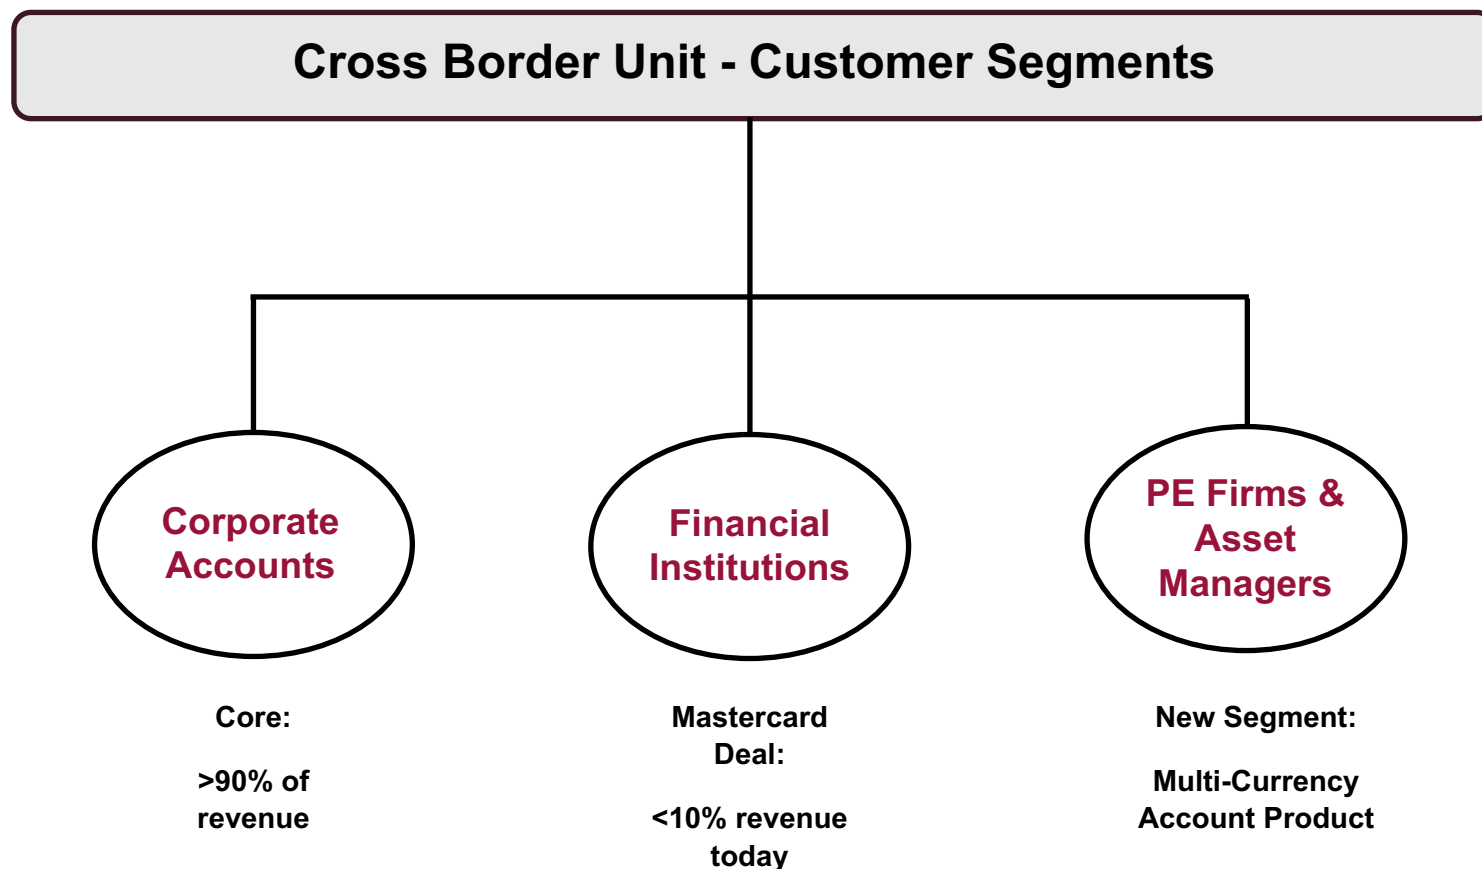 Cross Border Unit - Customer Segments
Corporate
Accounts
Financial
Institutions
PE Firms &
Asset
Managers
Core:
>90% of
revenue
Mastercard
Deal:
<10% revenue
today
New Segment:
Multi-Currency
Account Product